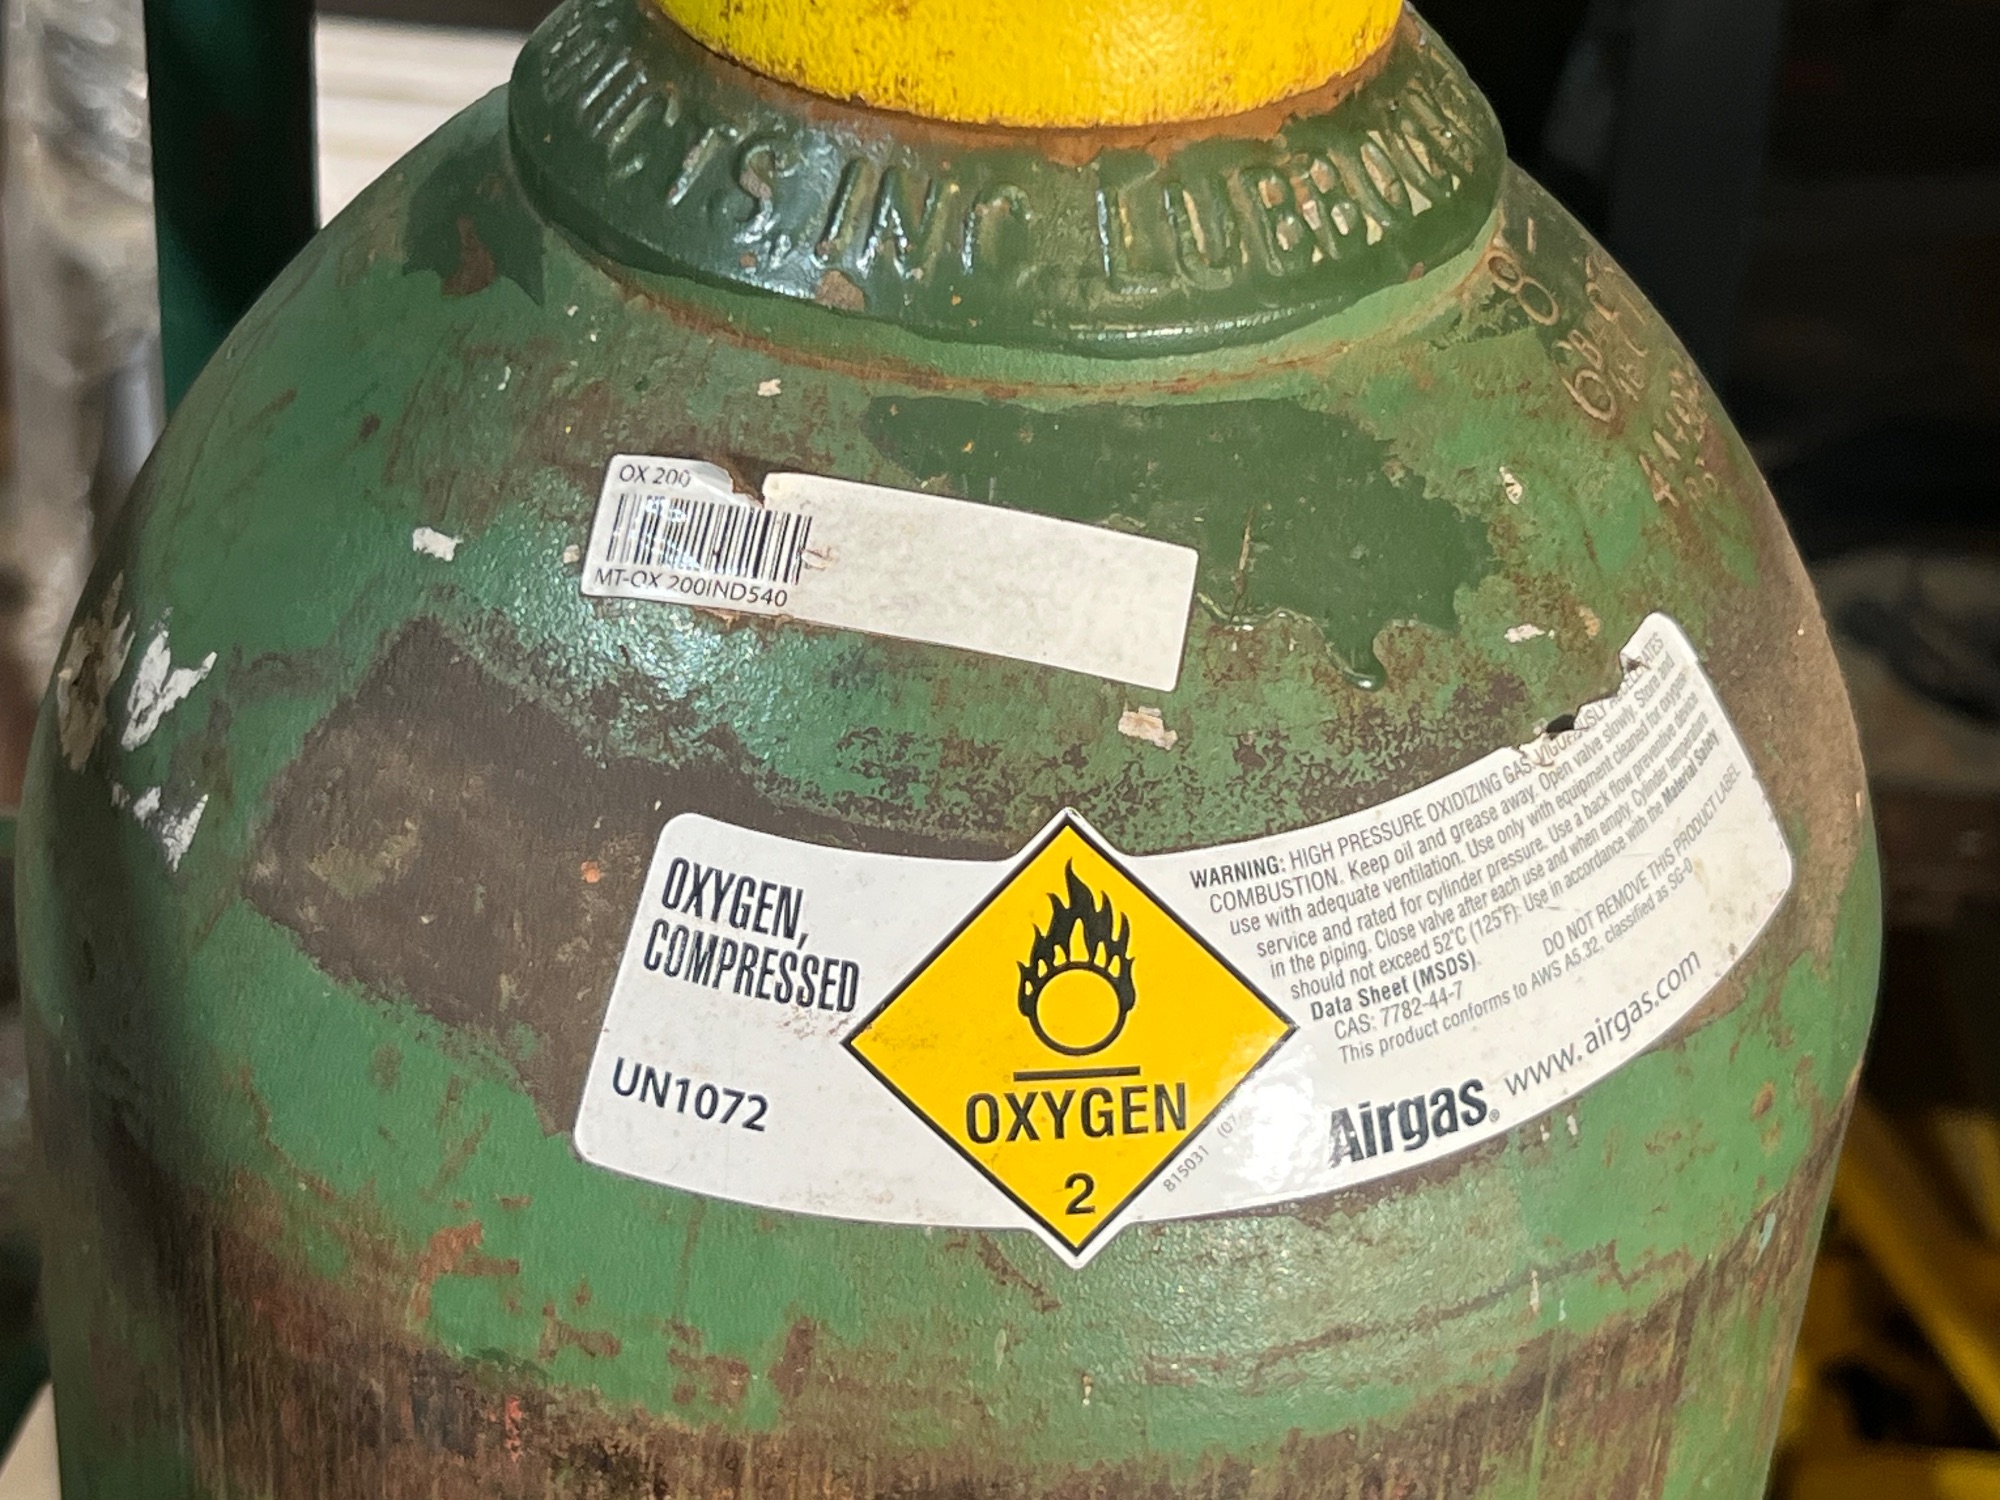 INC LUBBOCK
8-
OX 200
MT-OX 200IND540
OXYGEN,
COMPRESSED
UN1072
OXYGEN
2
815031 (07
WARNING: HIGH PRESSURE OXIDIZING GAS VIGOROUSLY ACCELERATES
COMBUSTION. Keep oil and grease away. Open valve slowly. Store and
use with adequate ventilation. Use only with equipment cleaned for oxygen
service and rated for cylinder pressure. Use a back flow preventive device
in the piping. Close valve after each use and when empty. Cylinder temperature
should not exceed 52°C (125°F). Use in accordance with the Material Safety
Data Sheet (MSDS).
DO NOT REMOVE THIS PRODUCT LABEL
CAS: 7782-44-7
This product conforms to AWS A5.32, classified as SG-0
Airgas® www.airgas.com